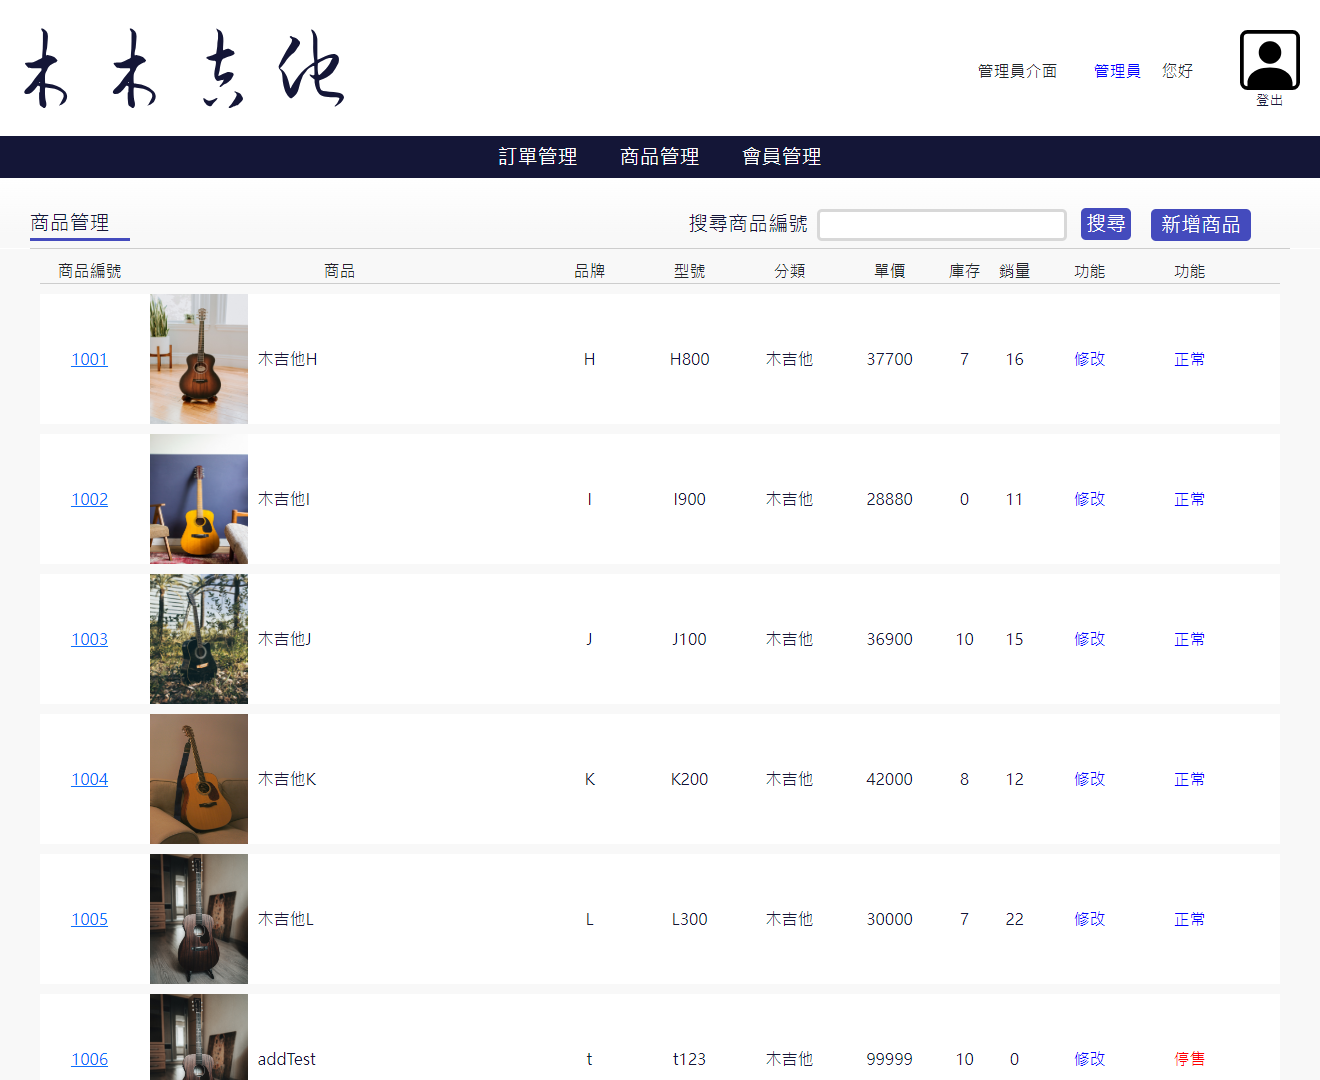 木木吉他
管理員介面 管理員 您好
登出
訂單管理 商品管理 會員管理
商品管理 搜尋商品編號 搜尋 新增商品
商品編號 商品 品牌 型號 分類 單價 庫存 銷量 功能 功能
1001 木吉他H H H800 木吉他 37700 7 16 修改 正常
1002 木吉他I I I900 木吉他 28880 0 11 修改 正常
1003 木吉他J J J100 木吉他 36900 10 15 修改 正常
1004 木吉他K K K200 木吉他 42000 8 12 修改 正常
1005 木吉他L L L300 木吉他 30000 7 22 修改 正常
1006 addTest t t123 木吉他 99999 10 0 修改 停售